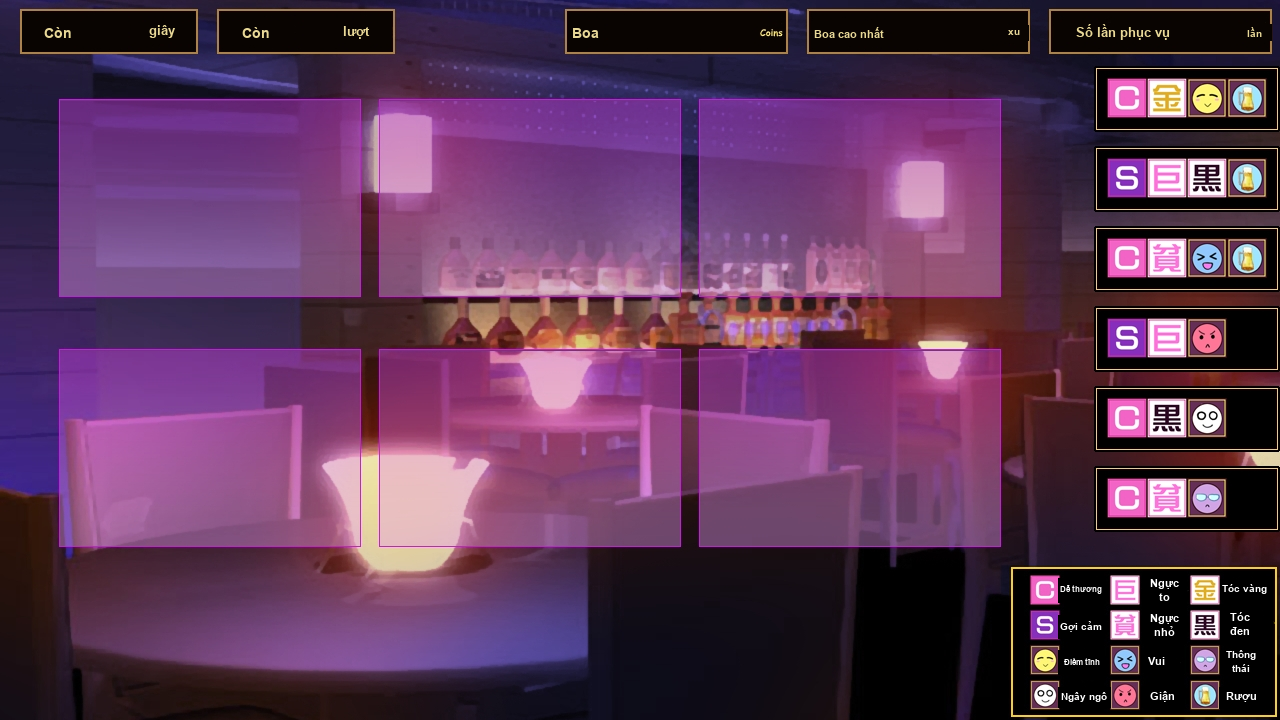 Còn giây
Còn lượt
Boa Coins
Boa cao nhất xu
Số lần phục vụ lần
C 金
S 巨 黒
C 貧
S 巨
C 黒
C 貧
C Dễ thương 巨 Ngực to 金 Tóc vàng
S Gợi cảm 貧 Ngực nhỏ 黒 Tóc đen
Điềm tĩnh Vui Thông thái
Ngây ngô Giận Rượu